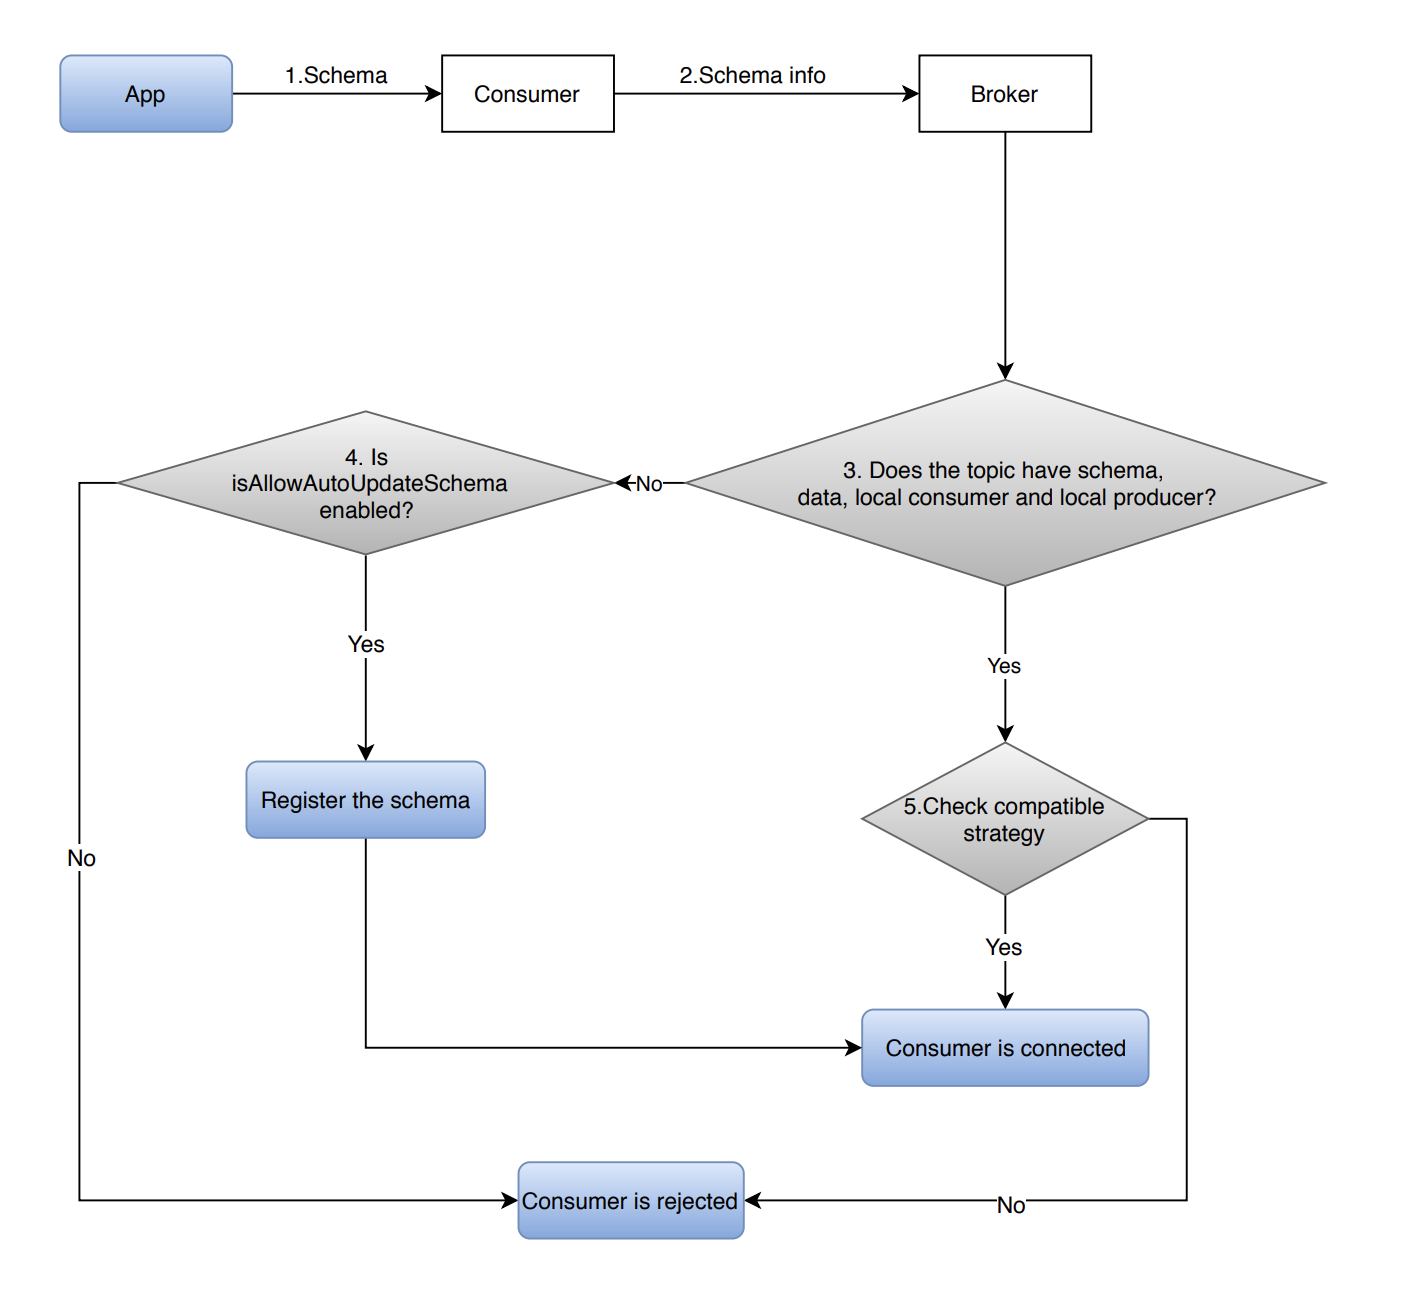 App
1.Schema
Consumer
2.Schema info
Broker
3. Does the topic have schema,
data, local consumer and local producer?
No
4. Is
isAllowAutoUpdateSchema
enabled?
Yes
Yes
Register the schema
5.Check compatible
strategy
No
Yes
Consumer is connected
Consumer is rejected
No